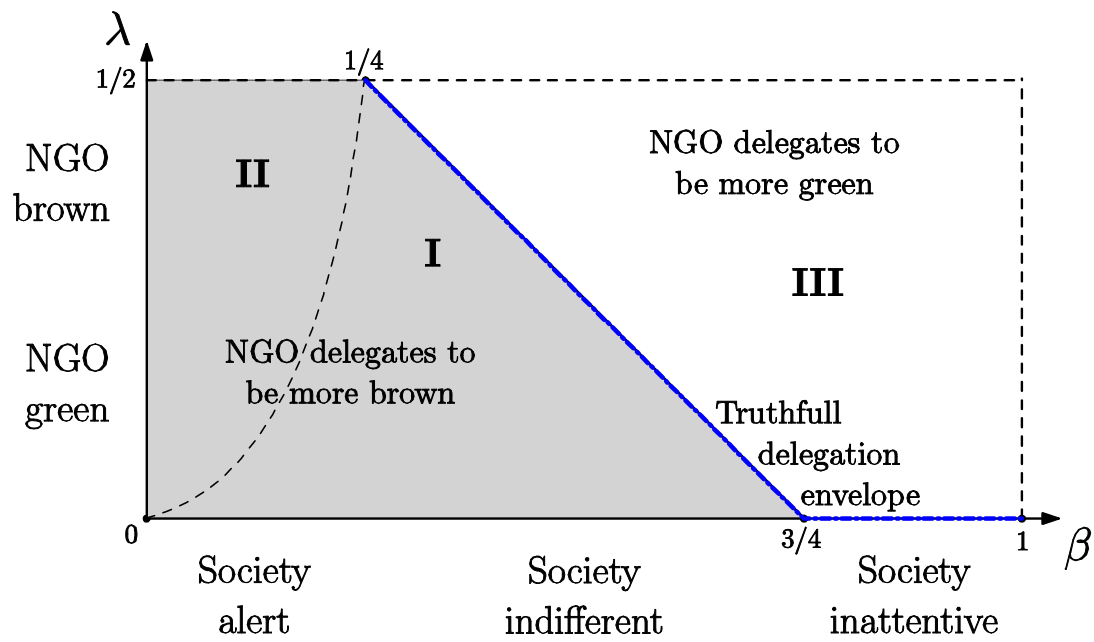 λ
1/2
1/4
NGO
brown
II
NGO delegates to
be more green
I
III
NGO
green
NGO delegates to
be more brown
Truthfull
delegation
envelope
0
3/4
1
β
Society
alert
Society
indifferent
Society
inattentive